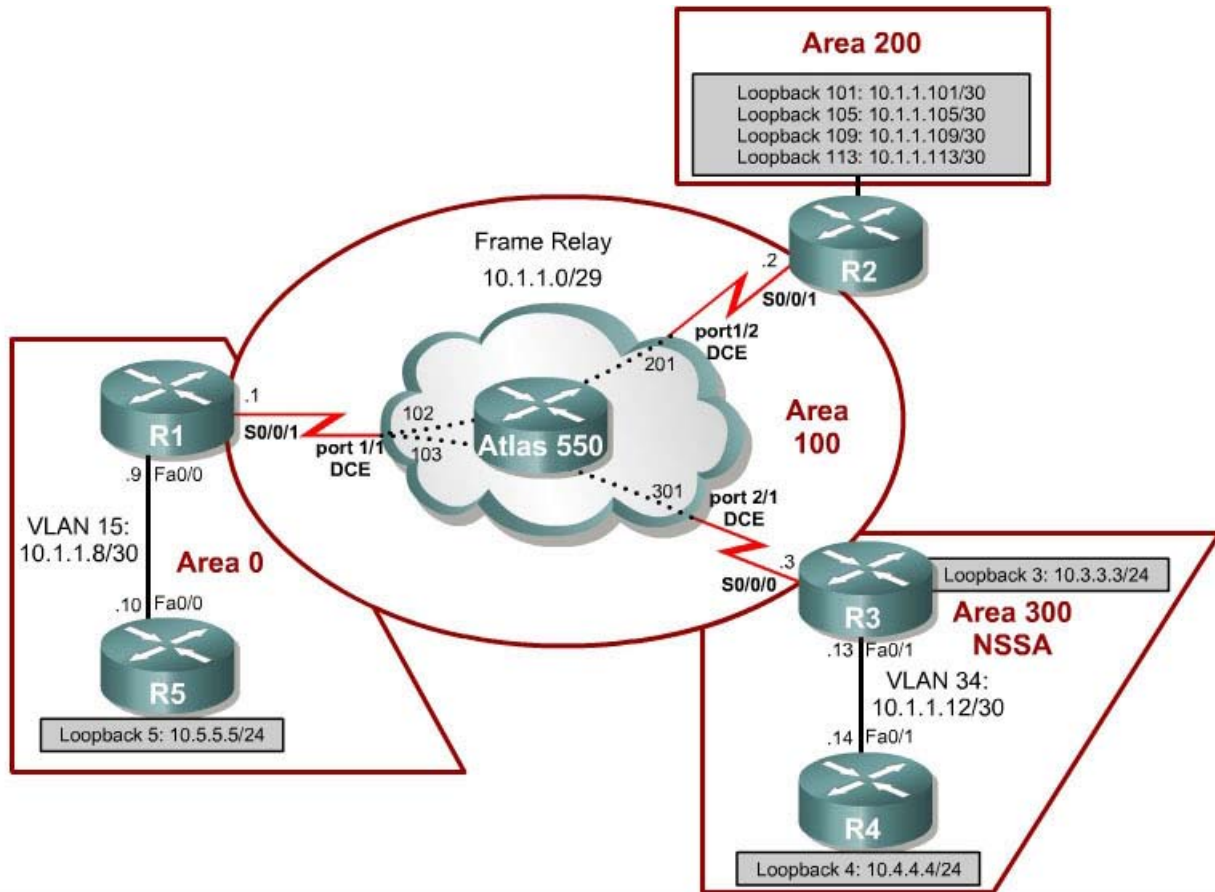 Area 200
Loopback 101: 10.1.1.101/30
Loopback 105: 10.1.1.105/30
Loopback 109: 10.1.1.109/30
Loopback 113: 10.1.1.113/30
R2
Frame Relay
10.1.1.0/29
.2
S0/0/1
port1/2
DCE
201
R1
.1
S0/0/1
port 1/1
DCE
102
103
Atlas 550
Area
100
301
port 2/1
DCE
.3
S0/0/0
.9
Fa0/0
VLAN 15:
10.1.1.8/30
Area 0
.10
Fa0/0
R5
Loopback 5: 10.5.5.5/24
R3
Loopback 3: 10.3.3.3/24
Area 300
NSSA
.13
Fa0/1
VLAN 34:
10.1.1.12/30
.14
Fa0/1
R4
Loopback 4: 10.4.4.4/24